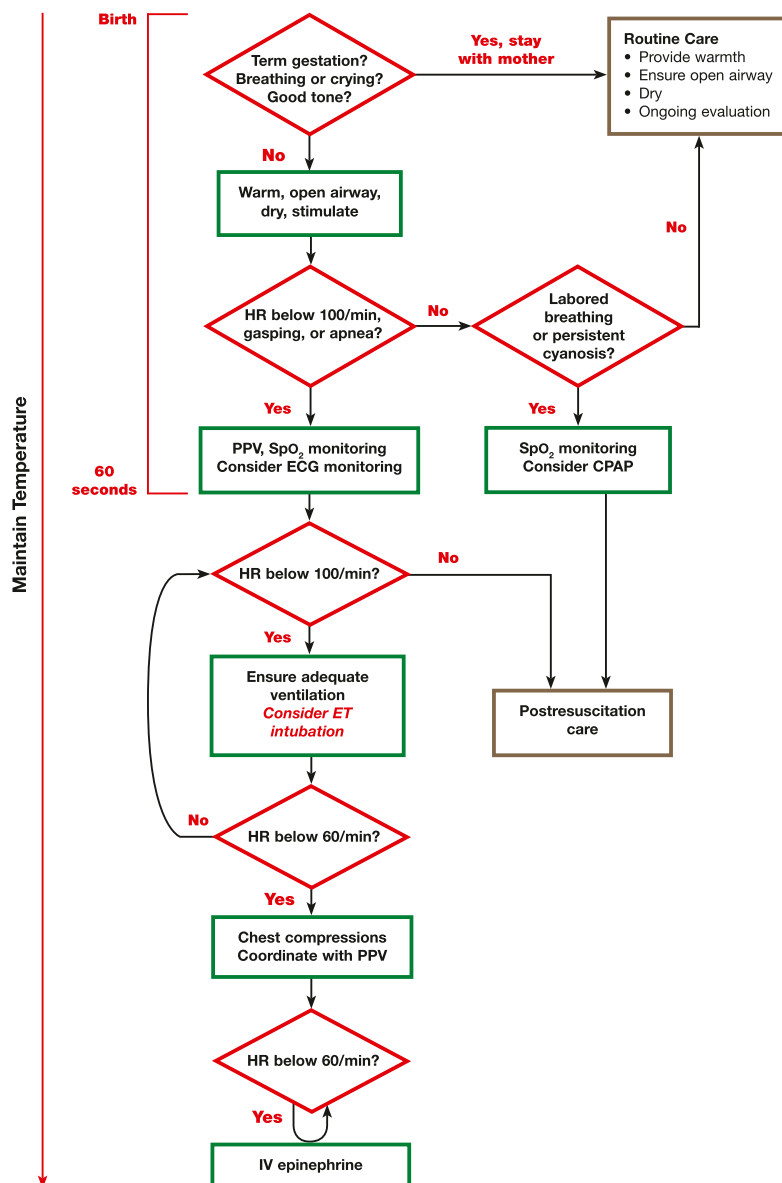 Birth
Term gestation?
Breathing or crying?
Good tone?
Yes, stay
with mother
Routine Care
• Provide warmth
• Ensure open airway
• Dry
• Ongoing evaluation
No
Warm, open airway,
dry, stimulate
No
HR below 100/min,
gasping, or apnea?
No
Labored
breathing
or persistent
cyanosis?
Yes
Yes
PPV, SpO₂ monitoring
Consider ECG monitoring
SpO₂ monitoring
Consider CPAP
60
seconds
Maintain Temperature
HR below 100/min?
No
Yes
Ensure adequate
ventilation
Consider ET
intubation
Postresuscitation
care
No
HR below 60/min?
Yes
Chest compressions
Coordinate with PPV
HR below 60/min?
Yes
IV epinephrine